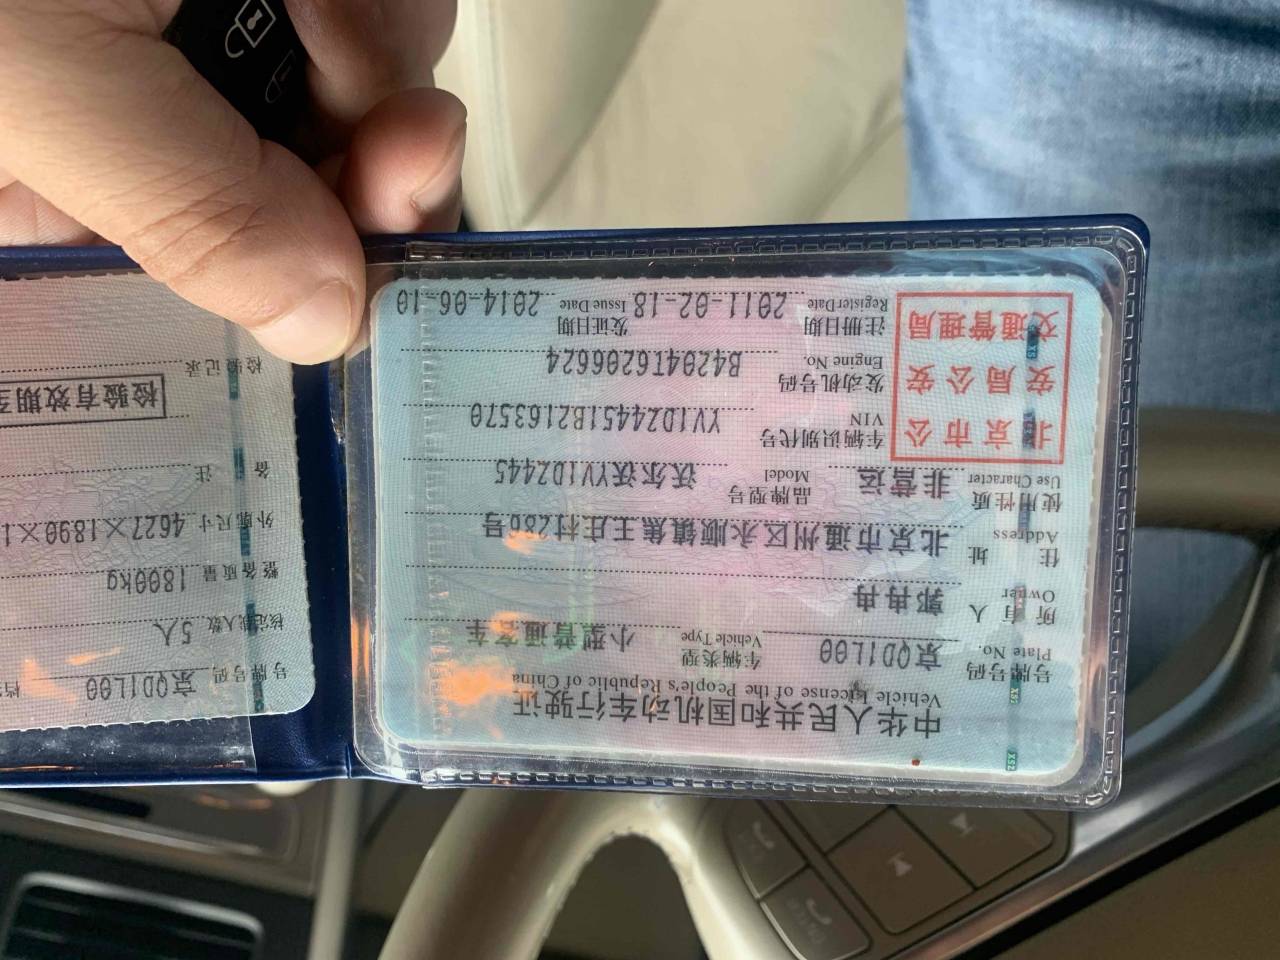 中华人民共和国机动车行驶证
Vehicle License of the People's Republic of China
号牌号码 京QD1L00 车辆类型 小型普通客车
Plate No. Vehicle Type
所有人 郭冉冉
Owner
住址 北京市通州区永顺镇焦王庄村286号
Address
使用性质 非营运 品牌型号 沃尔沃YV1DZ445
Use Character Model
北京市公
安局公安
交通管理局
车辆识别代号 YV1DZ4451B2163570
VIN
发动机号码 B4204T6206624
Engine No.
注册日期 2011-02-18 发证日期 2014-06-10
Register Date Issue Date
号牌号码 京QD1L00
核定载人数 5人
整备质量 1800kg
外廓尺寸 4627×1890×1
备注
检验有效期至
检验记录